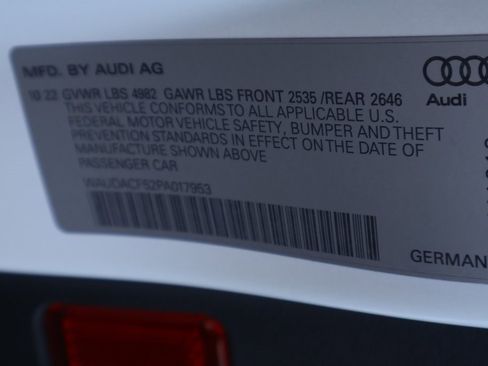 MFD. BY AUDI AG
10 22 GVWR LBS 4982 GAWR LBS FRONT 2535 /REAR 2646
THIS VEHICLE CONFORMS TO ALL APPLICABLE U.S.
FEDERAL MOTOR VEHICLE SAFETY, BUMPER AND THEFT
PREVENTION STANDARDS IN EFFECT ON THE DATE OF
MANUFACTURE SHOWN ABOVE
PASSENGER CAR
WAUDACF52PA017953
Audi
GERMAN